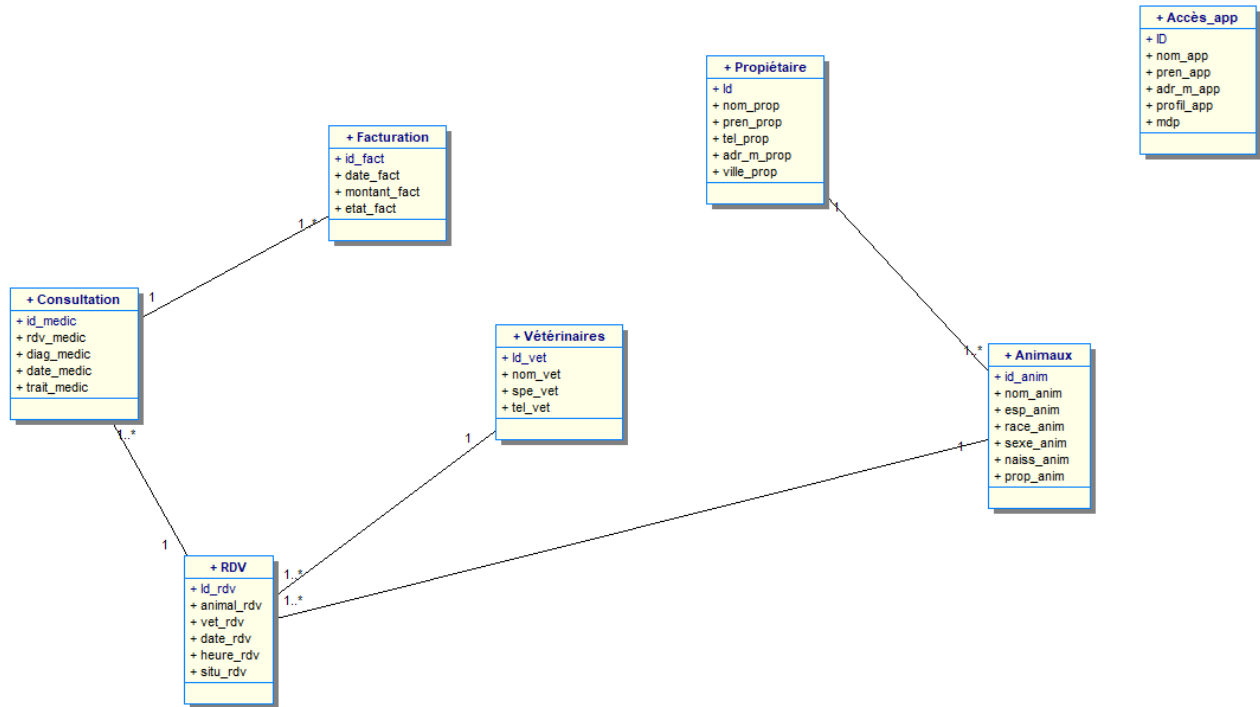 + Accès_app
+ ID
+ nom_app
+ pren_app
+ adr_m_app
+ profil_app
+ mdp
+ Propiétaire
+ Id
+ nom_prop
+ pren_prop
+ tel_prop
+ adr_m_prop
+ ville_prop
1
+ Facturation
+ id_fact
+ date_fact
+ montant_fact
+ etat_fact
1..*
1
+ Consultation
+ id_medic
+ rdv_medic
+ diag_medic
+ date_medic
+ trait_medic
1..*
+ Vétérinaires
+ Id_vet
+ nom_vet
+ spe_vet
+ tel_vet
1
1..*
+ Animaux
+ id_anim
+ nom_anim
+ esp_anim
+ race_anim
+ sexe_anim
+ naiss_anim
+ prop_anim
1
1
1..*
1..*
+ RDV
+ Id_rdv
+ animal_rdv
+ vet_rdv
+ date_rdv
+ heure_rdv
+ situ_rdv